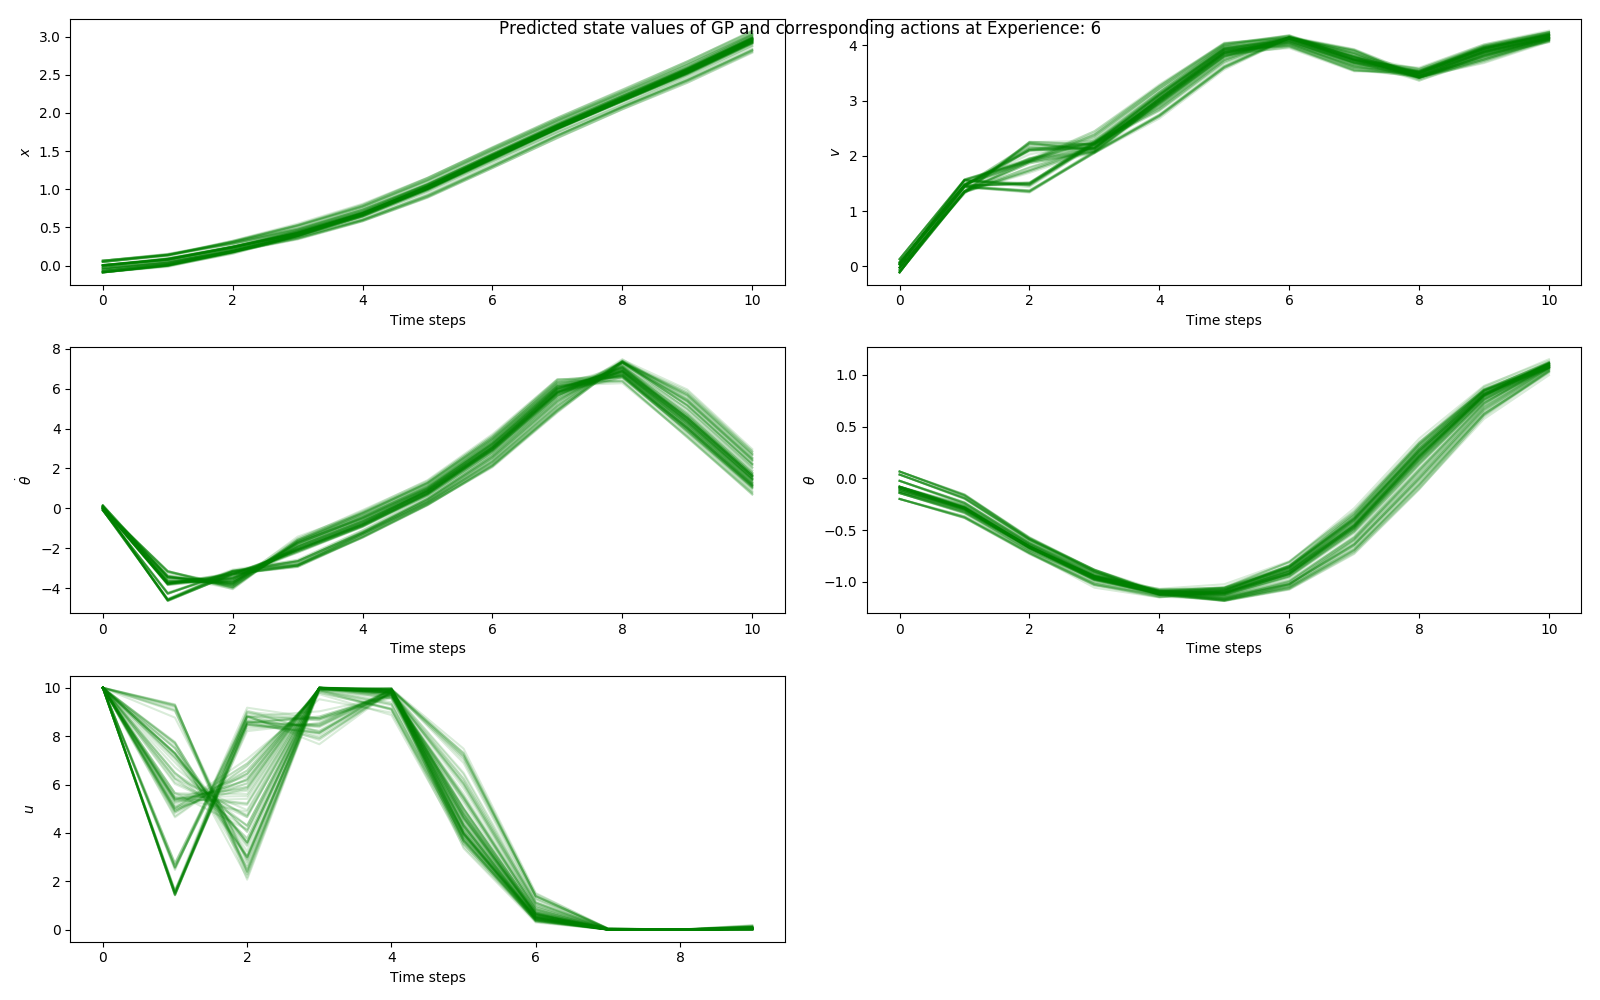 Predicted state values of GP and corresponding actions at Experience: 6
3.0
2.5
2.0
1.5
1.0
0.5
0.0
x
0 2 4 6 8 10
Time steps
4
3
2
1
0
v
0 2 4 6 8 10
Time steps
8
6
4
2
0
−2
−4
θ̇
0 2 4 6 8 10
Time steps
1.0
0.5
0.0
−0.5
−1.0
θ
0 2 4 6 8 10
Time steps
10
8
6
4
2
0
u
0 2 4 6 8
Time steps